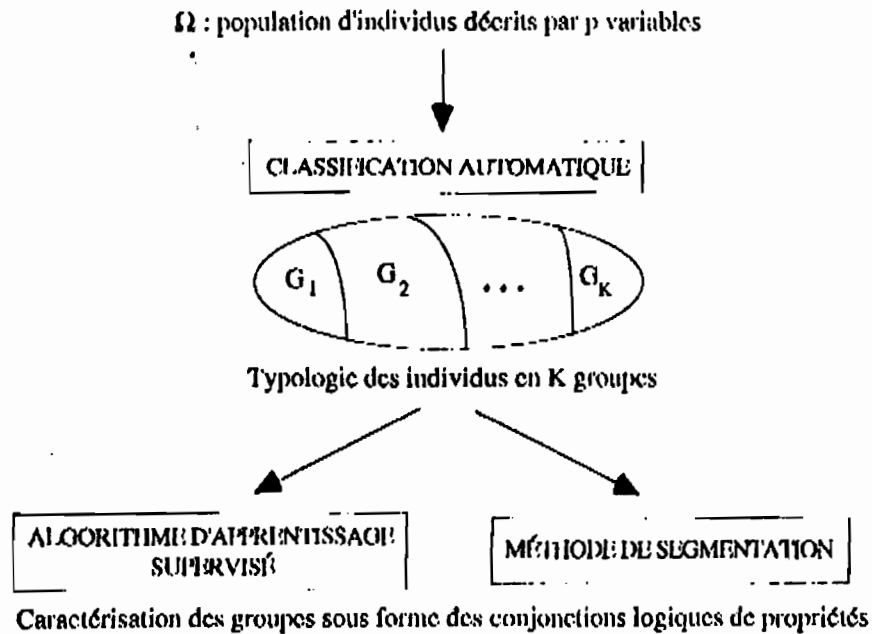 Ω : population d'individus décrits par p variables
CLASSIFICATION AUTOMATIQUE
G1 G2 ... GK
Typologie des individus en K groupes
ALGORITHME D'APPRENTISSAGE
SUPERVISÉ
MÉTHODE DE SEGMENTATION
Caractérisation des groupes sous forme des conjonctions logiques de propriétés